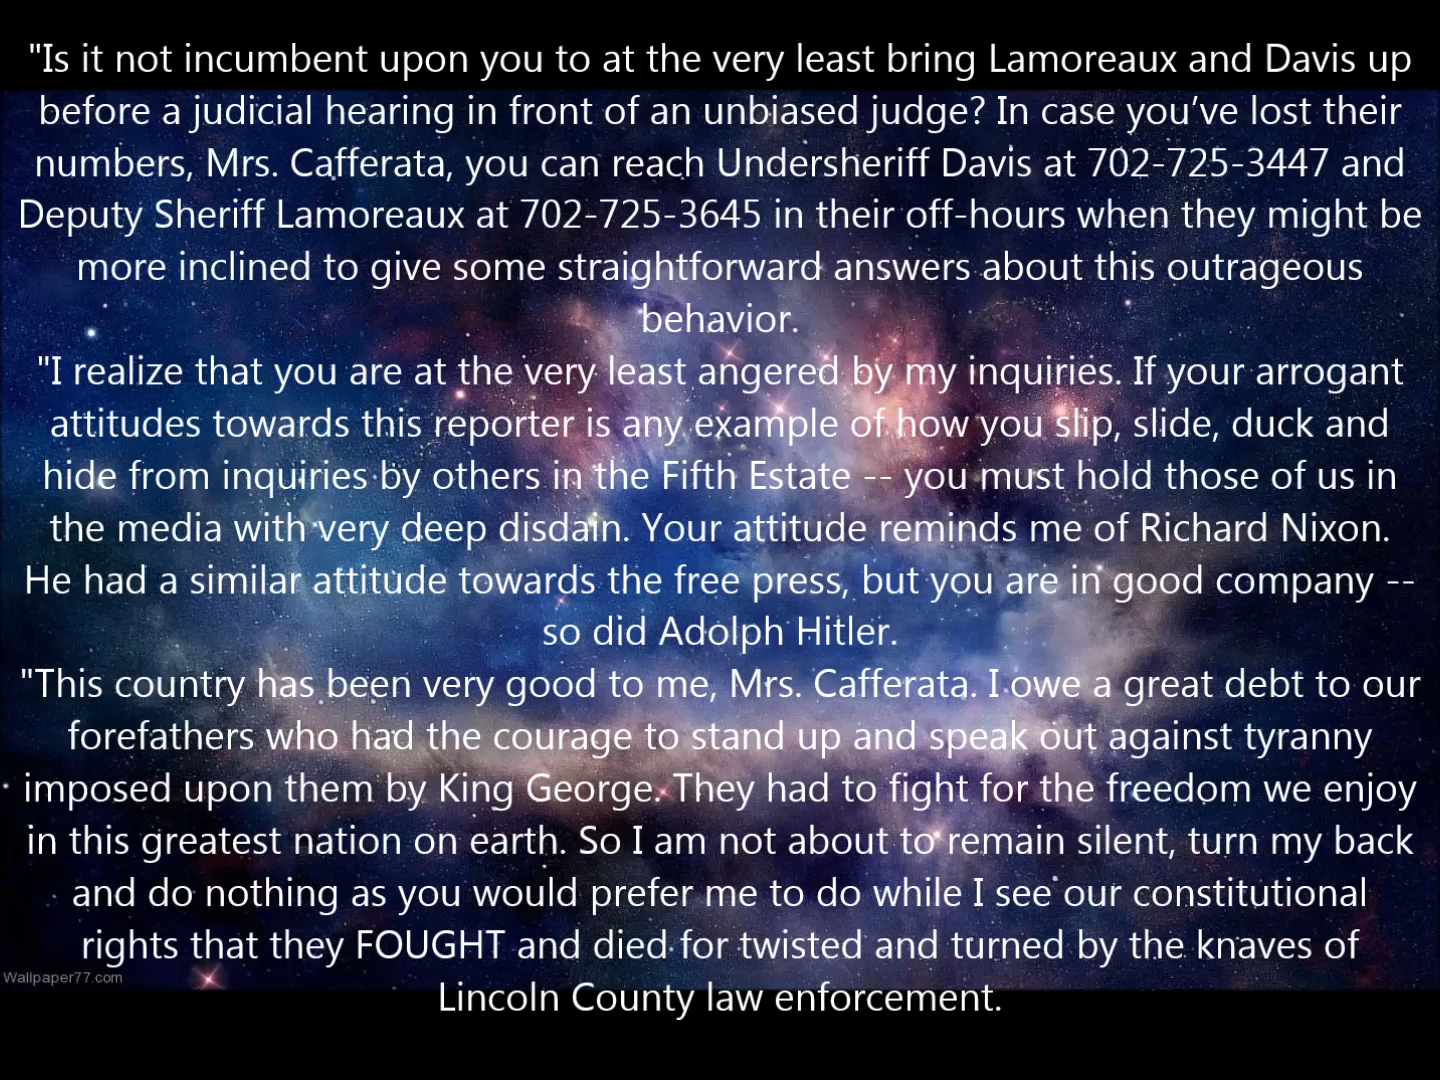 "Is it not incumbent upon you to at the very least bring Lamoreaux and Davis up
before a judicial hearing in front of an unbiased judge? In case you’ve lost their
numbers, Mrs. Cafferata, you can reach Undersheriff Davis at 702-725-3447 and
Deputy Sheriff Lamoreaux at 702-725-3645 in their off-hours when they might be
more inclined to give some straightforward answers about this outrageous
behavior.
"I realize that you are at the very least angered by my inquiries. If your arrogant
attitudes towards this reporter is any example of how you slip, slide, duck and
hide from inquiries by others in the Fifth Estate -- you must hold those of us in
the media with very deep disdain. Your attitude reminds me of Richard Nixon.
He had a similar attitude towards the free press, but you are in good company --
so did Adolph Hitler.
"This country has been very good to me, Mrs. Cafferata. I owe a great debt to our
forefathers who had the courage to stand up and speak out against tyranny
imposed upon them by King George. They had to fight for the freedom we enjoy
in this greatest nation on earth. So I am not about to remain silent, turn my back
and do nothing as you would prefer me to do while I see our constitutional
rights that they FOUGHT and died for twisted and turned by the knaves of
Lincoln County law enforcement.
Wallpaper77.com